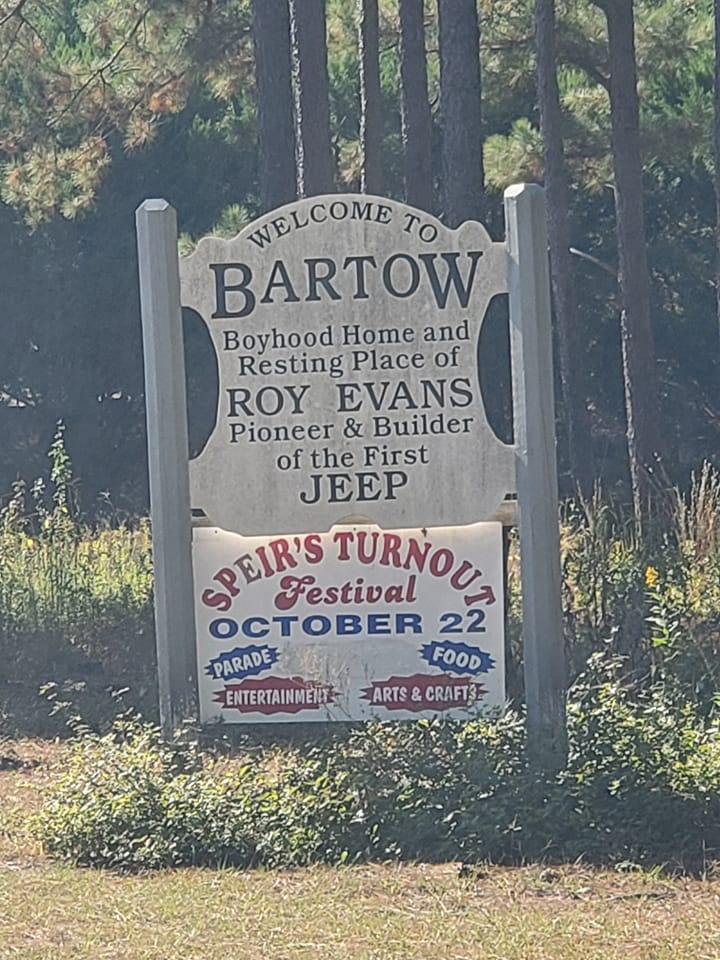 WELCOME TO
BARTOW
Boyhood Home and
Resting Place of
ROY EVANS
Pioneer & Builder
of the First
JEEP
SPEIR'S TURNOUT
Festival
OCTOBER 22
PARADE
FOOD
ENTERTAINMENT
ARTS & CRAFTS